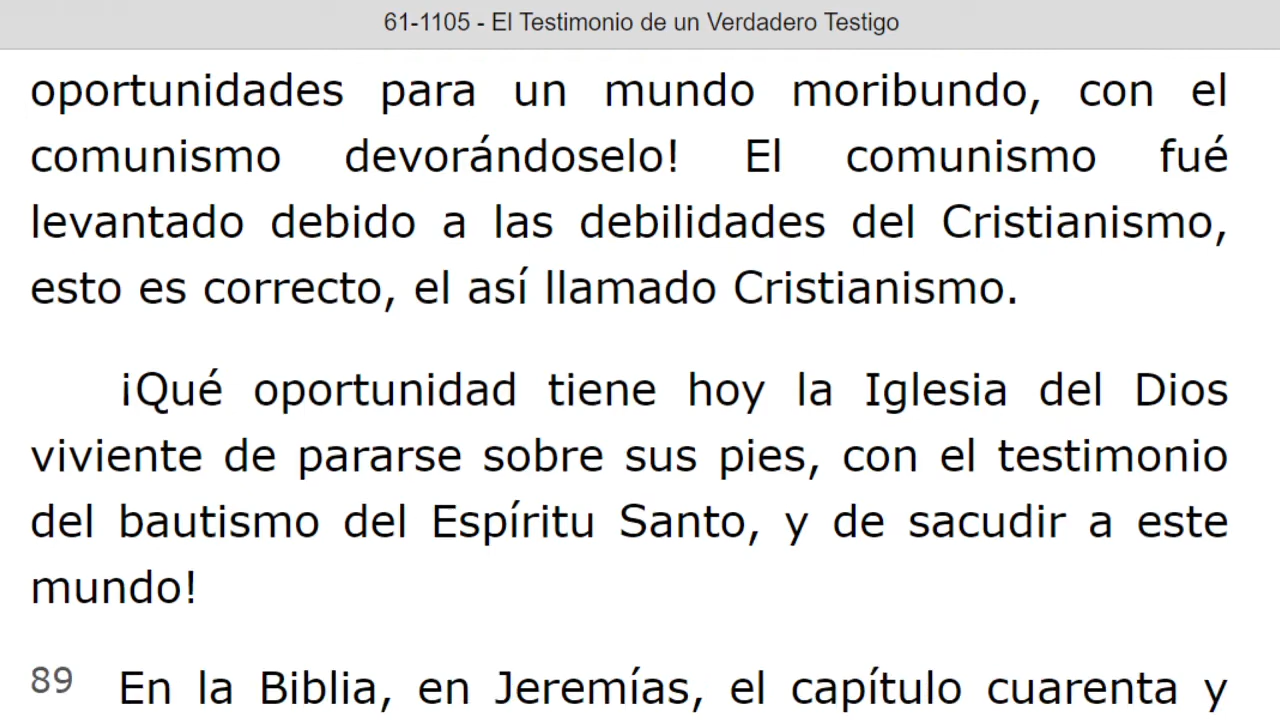 61-1105 - El Testimonio de un Verdadero Testigo
oportunidades para un mundo moribundo, con el
comunismo devorándoselo! El comunismo fué
levantado debido a las debilidades del Cristianismo,
esto es correcto, el así llamado Cristianismo.
¡Qué oportunidad tiene hoy la Iglesia del Dios
viviente de pararse sobre sus pies, con el testimonio
del bautismo del Espíritu Santo, y de sacudir a este
mundo!
89 En la Biblia, en Jeremías, el capítulo cuarenta y